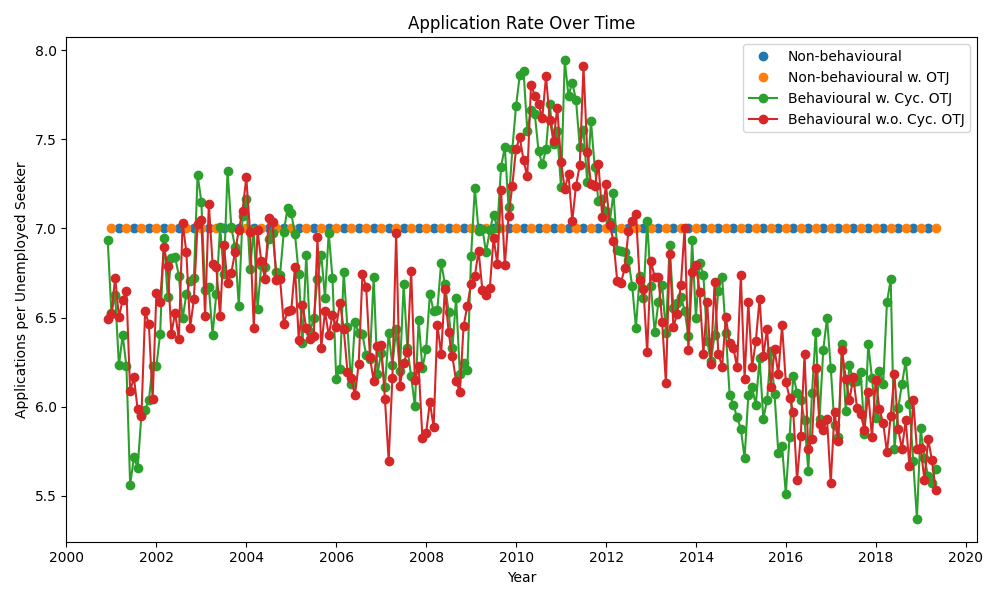 Application Rate Over Time
Applications per Unemployed Seeker
8.0
7.5
7.0
6.5
6.0
5.5
Non-behavioural
Non-behavioural w. OTJ
Behavioural w. Cyc. OTJ
Behavioural w.o. Cyc. OTJ
2000
2002
2004
2006
2008
2010
2012
2014
2016
2018
2020
Year